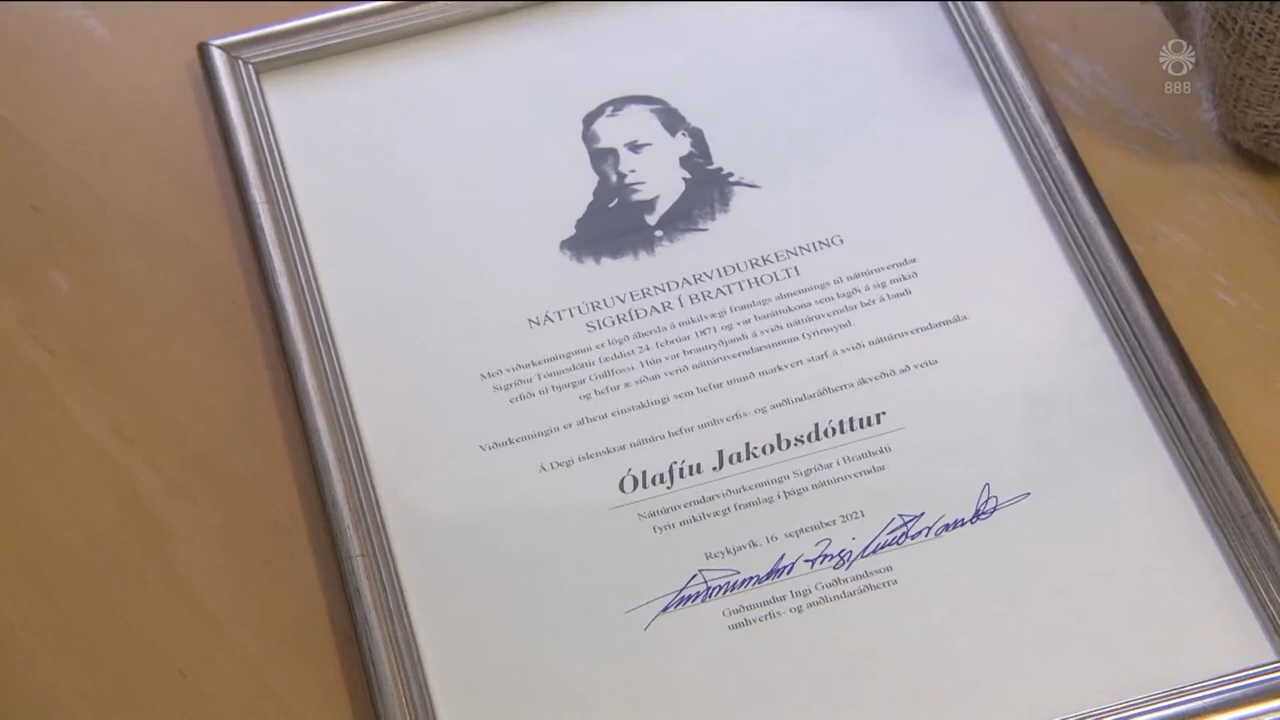 888
NÁTTÚRUVERNDARVIÐURKENNING
SIGRÍÐAR Í BRATTHOLTI
Með viðurkenningunni er lögð áhersla á mikilvægi framlags almennings til náttúruverndar.
Sigríður Tómasdóttir fæddist 24. febrúar 1871 og var baráttukona sem lagði á sig mikið
erfiði til bjargar Gullfossi. Hún var brautryðjandi á sviði náttúruverndar hér á landi
og hefur æ síðan verið náttúruverndarsinnum fyrirmynd.
Viðurkenningin er afhent einstaklingi sem hefur unnið markvert starf á sviði náttúruverndarmála.
Á Degi íslenskrar náttúru hefur umhverfis- og auðlindaráðherra ákveðið að veita
Ólafíu Jakobsdóttur
Náttúruverndarviðurkenningu Sigríðar í Brattholti
fyrir mikilvægt framlag í þágu náttúruverndar
Reykjavík, 16. september 2021
Guðmundur Ingi Guðbrandsson
Guðmundur Ingi Guðbrandsson
umhverfis- og auðlindaráðherra